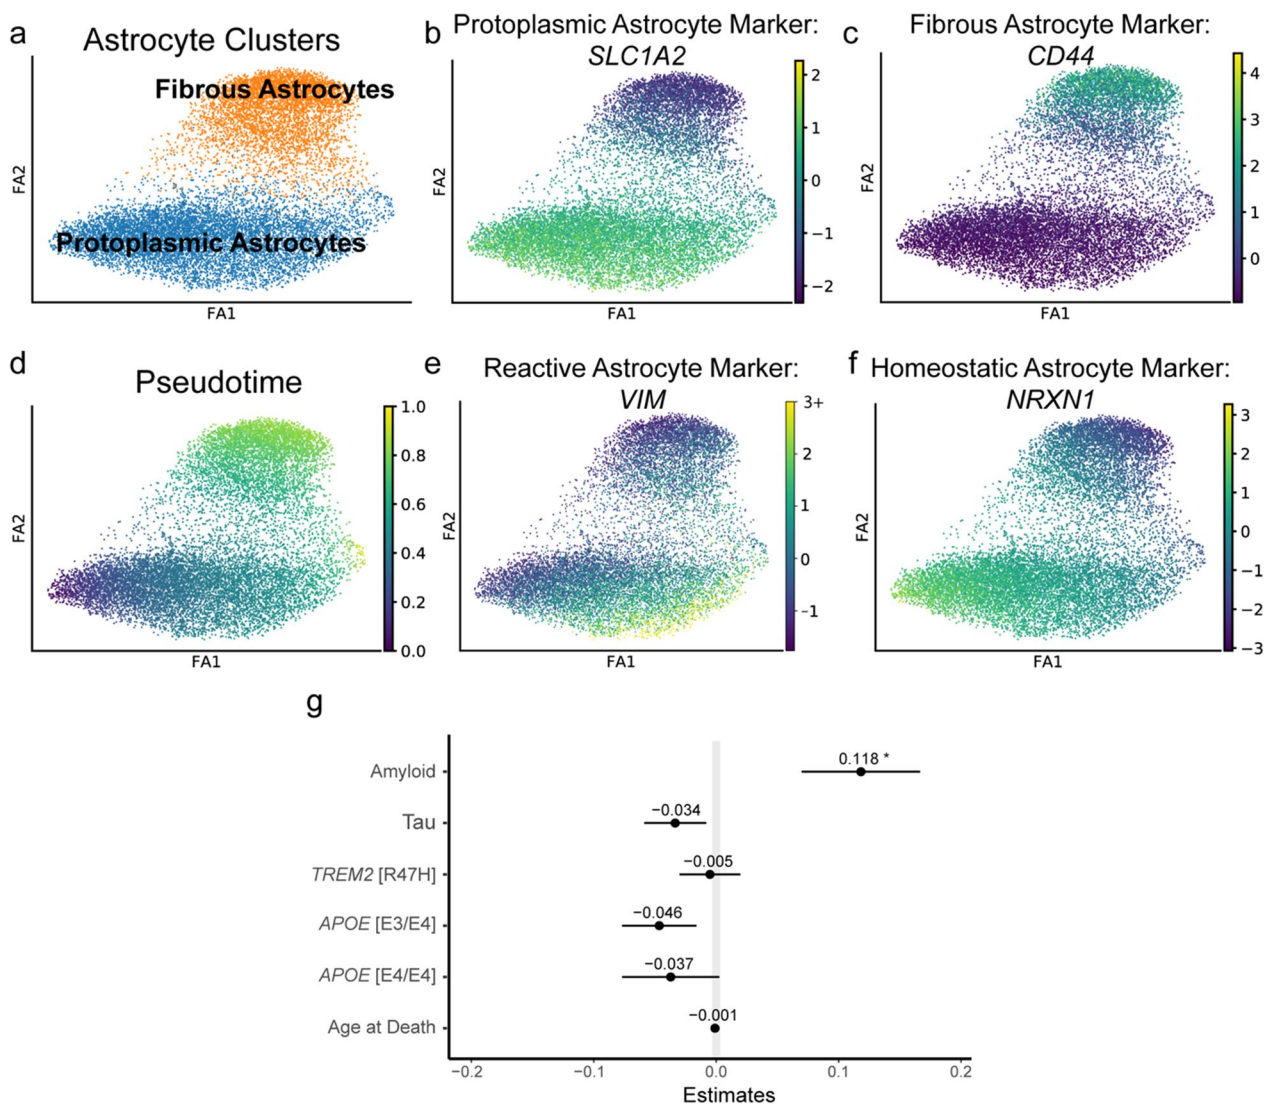 a
Astrocyte Clusters
Fibrous Astrocytes
Protoplasmic Astrocytes
FA2
FA1
b
Protoplasmic Astrocyte Marker:
SLC1A2
2
1
0
−1
−2
FA2
FA1
c
Fibrous Astrocyte Marker:
CD44
4
3
2
1
0
FA2
FA1
d
Pseudotime
1.0
0.8
0.6
0.4
0.2
0.0
FA2
FA1
e
Reactive Astrocyte Marker:
VIM
3+
2
1
0
−1
FA2
FA1
f
Homeostatic Astrocyte Marker:
NRXN1
3
2
1
0
−1
−2
−3
FA2
FA1
g
Amyloid
0.118 *
Tau
−0.034
TREM2 [R47H]
−0.005
APOE [E3/E4]
−0.046
APOE [E4/E4]
−0.037
Age at Death
−0.001
−0.2 −0.1 0.0 0.1 0.2
Estimates